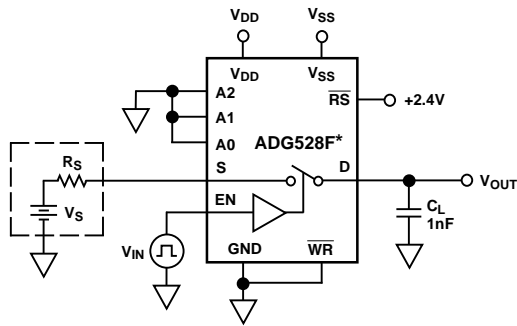 VDD VSS
VDD VSS
A2 RS +2.4V
A1
A0 ADG528F*
RS S D VOUT
VS EN CL
1nF
VIN GND WR